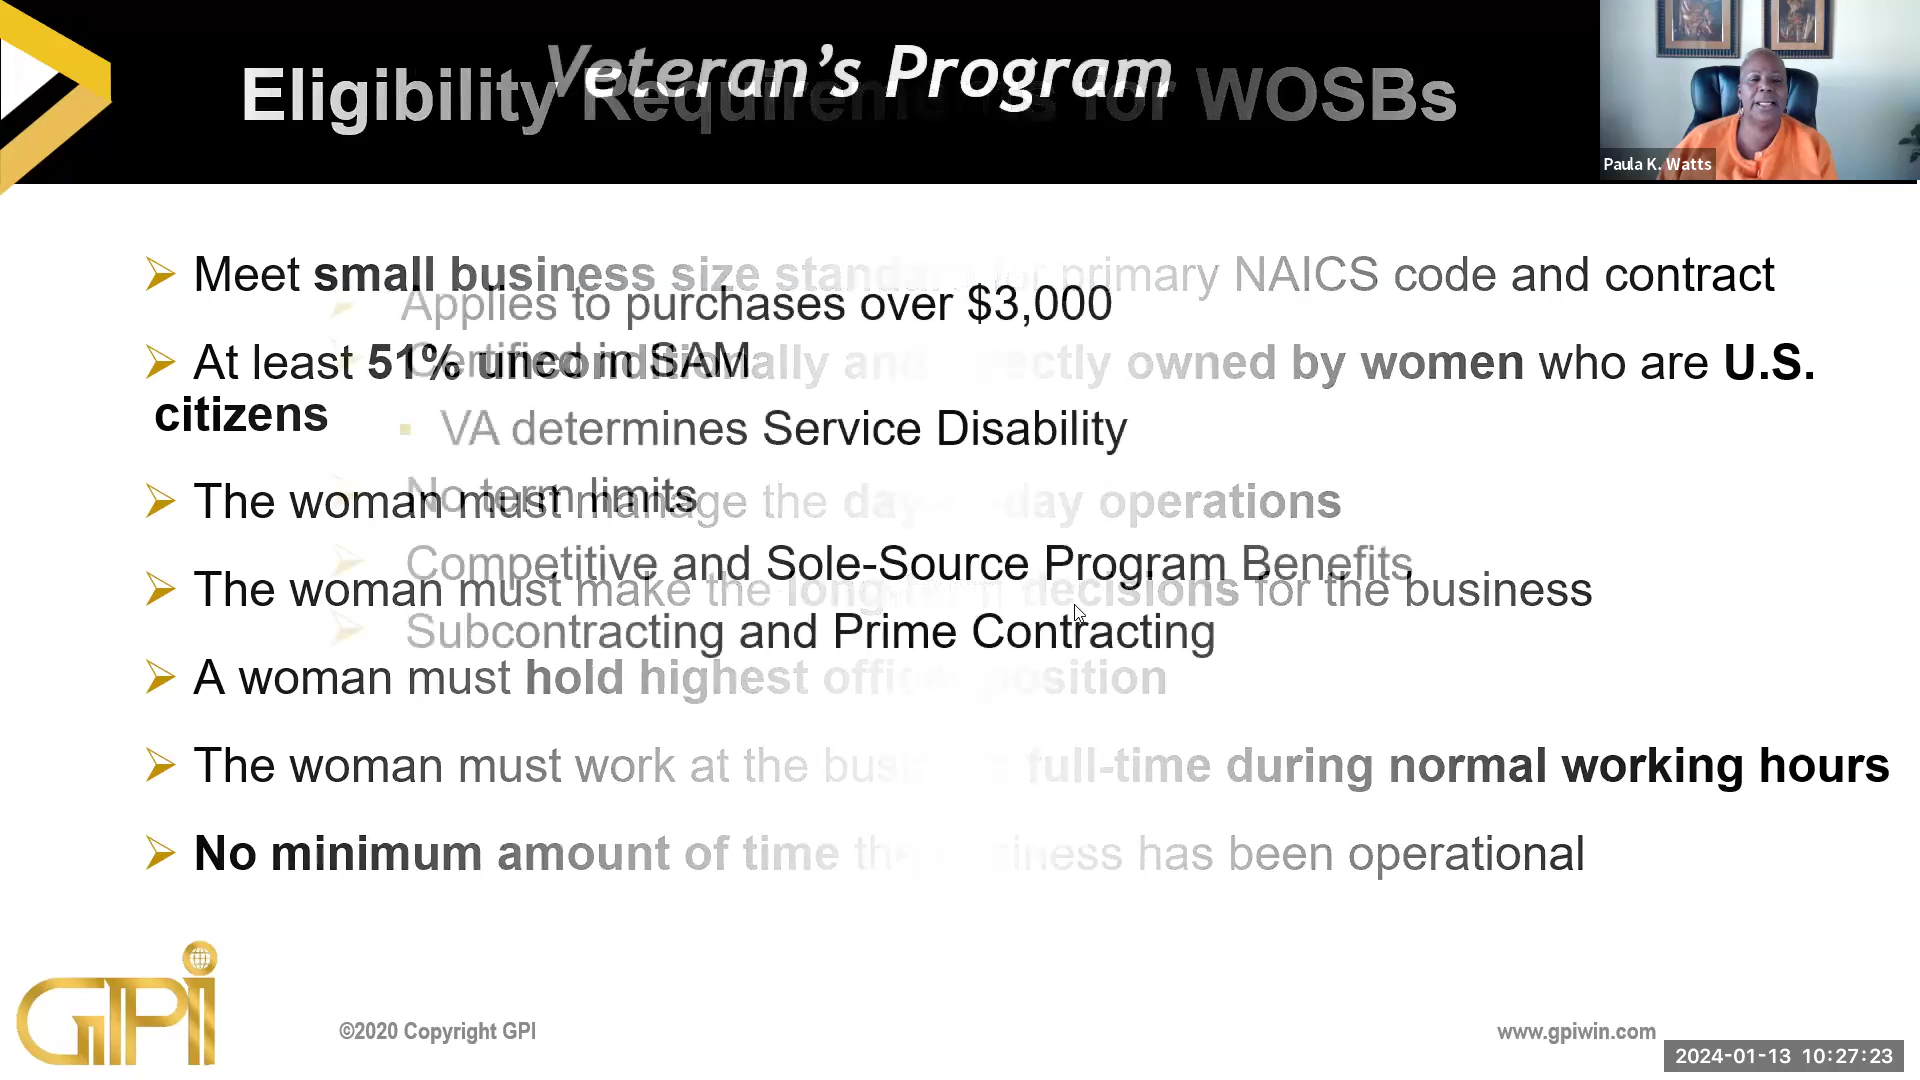 Veteran's Program
Eligibility Requirements for WOSBs
Paula K. Watts
➢ Meet small business size standard for primary NAICS code and contract
Applies to purchases over $3,000
➢ At least 51% unconditionally and directly owned by women who are U.S.
citizens
Certified in SAM
▪ VA determines Service Disability
➢ The woman must manage the day-to-day operations
No term limits
Competitive and Sole-Source Program Benefits
➢ The woman must make the long-term decisions for the business
Subcontracting and Prime Contracting
➢ A woman must hold highest officer position
➢ The woman must work at the business full-time during normal working hours
➢ No minimum amount of time the business has been operational
GPi
©2020 Copyright GPI
www.gpiwin.com
2024-01-13 10:27:23